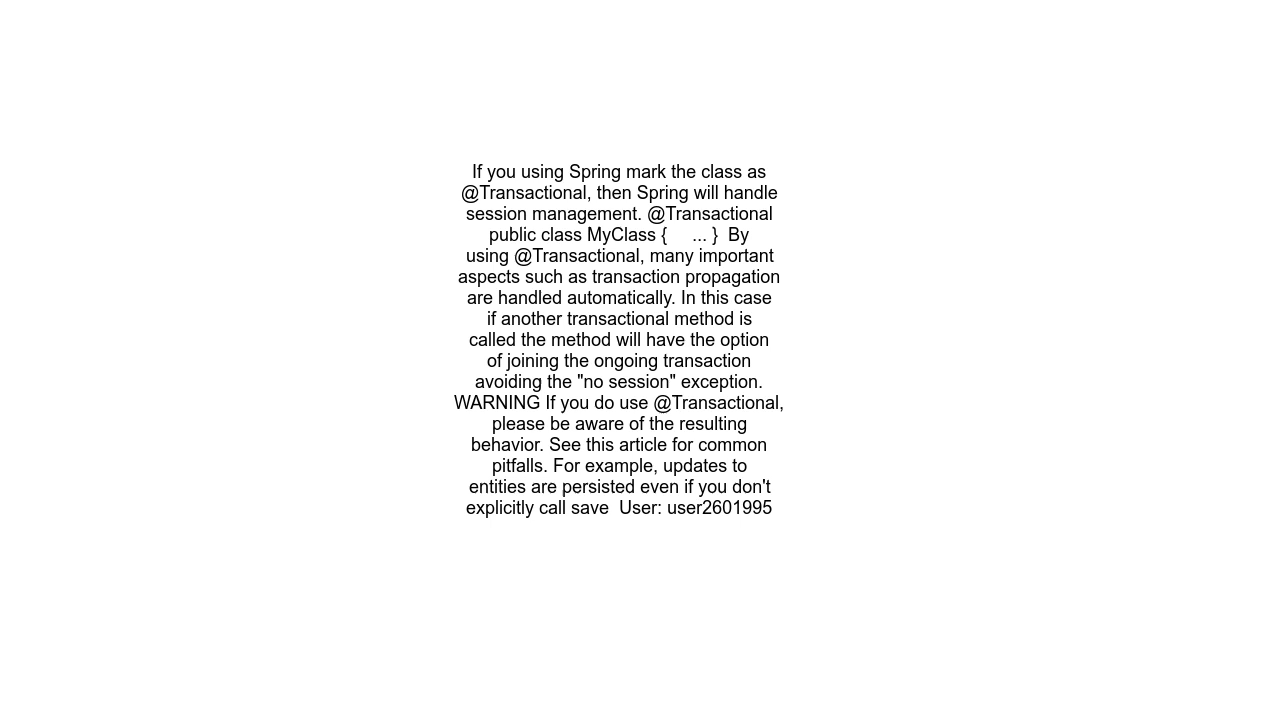 If you using Spring mark the class as
@Transactional, then Spring will handle
session management. @Transactional
public class MyClass {     ... }  By
using @Transactional, many important
aspects such as transaction propagation
are handled automatically. In this case
if another transactional method is
called the method will have the option
of joining the ongoing transaction
avoiding the "no session" exception.
WARNING If you do use @Transactional,
please be aware of the resulting
behavior. See this article for common
pitfalls. For example, updates to
entities are persisted even if you don't
explicitly call save  User: user2601995